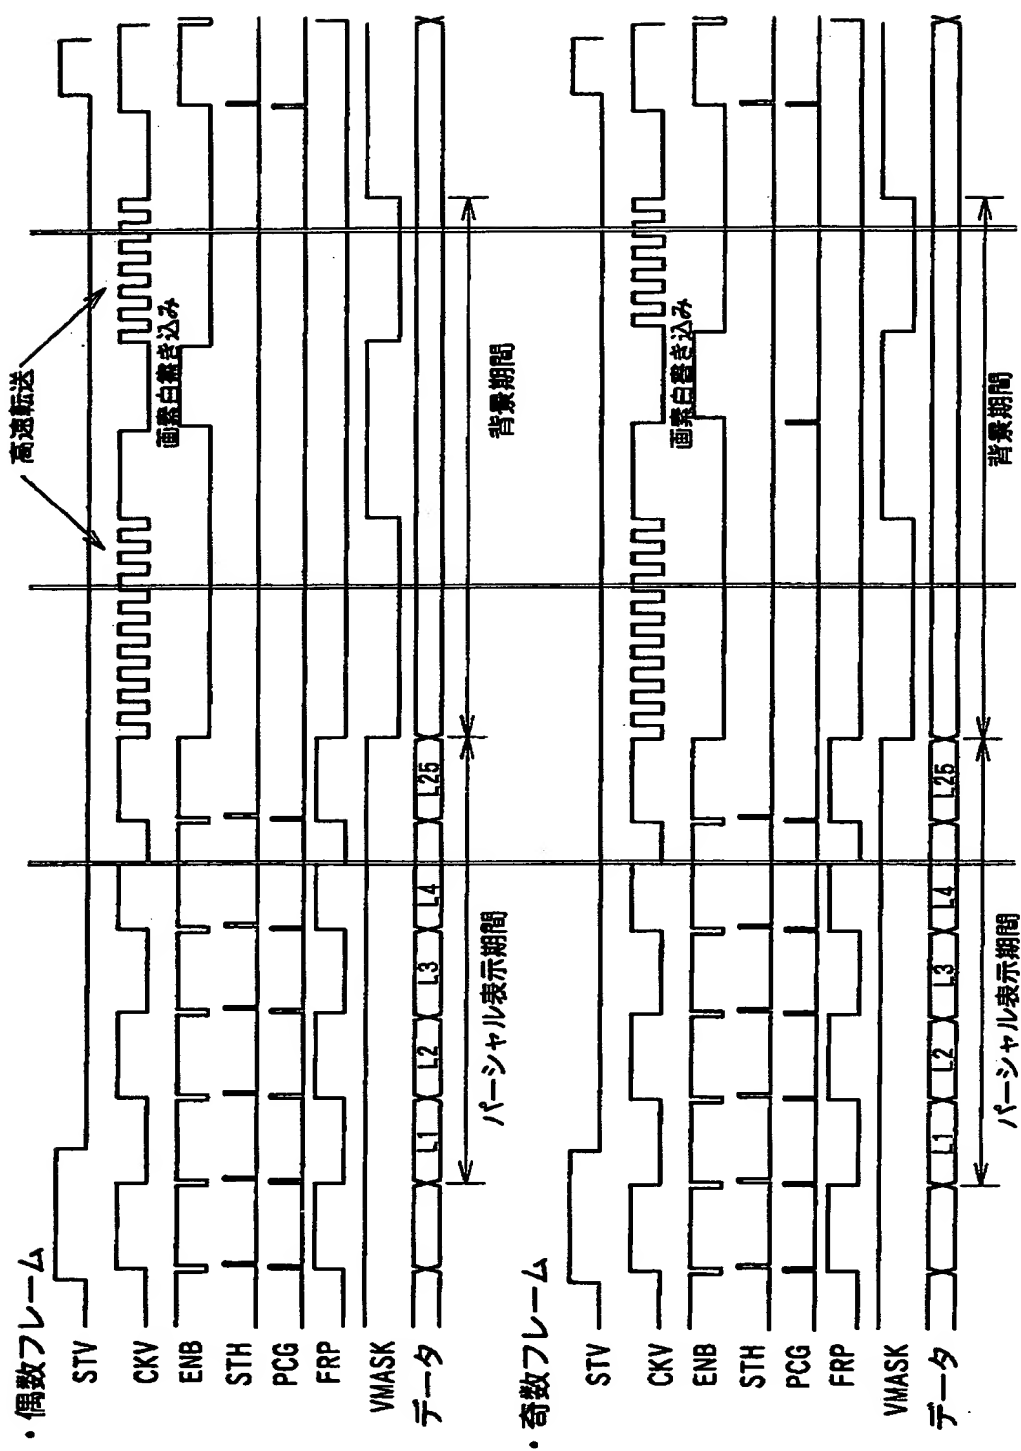 ・偶数フレーム
高速転送
STV
CKV
画素白書き込み
ENB
STH
PCG
FRP
VMASK
データ
L1
L2
L3
L4
L25
パーシャル表示期間
背景期間
・奇数フレーム
STV
CKV
画素白書き込み
ENB
STH
PCG
FRP
VMASK
データ
L1
L2
L3
L4
L25
パーシャル表示期間
背景期間